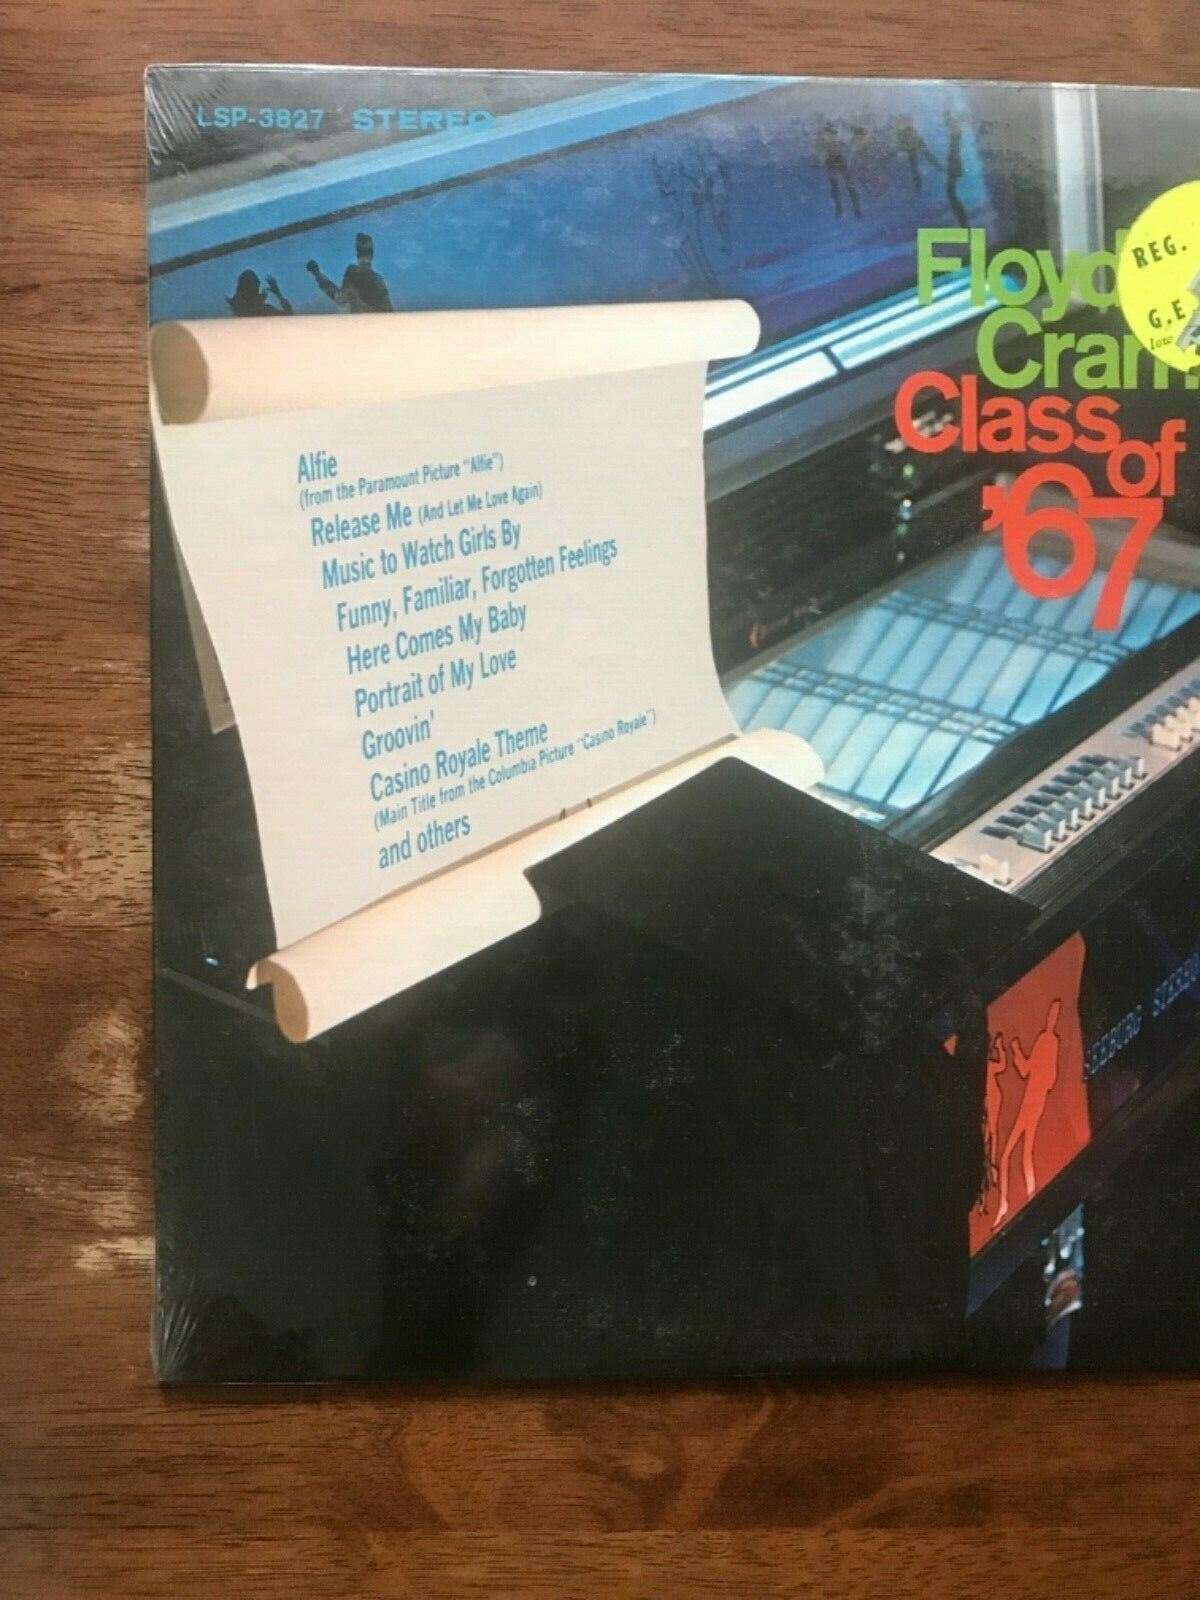 LSP-3827 STEREO
REG.
G.E.
low
Floyd
Cram
Class of
'67
Alfie
(from the Paramount Picture "Alfie")
Release Me (And Let Me Love Again)
Music to Watch Girls By
Funny, Familiar, Forgotten Feelings
Here Comes My Baby
Portrait of My Love
Groovin'
Casino Royale Theme
(Main Title from the Columbia Picture "Casino Royale")
and others
SEEBURG STEREO